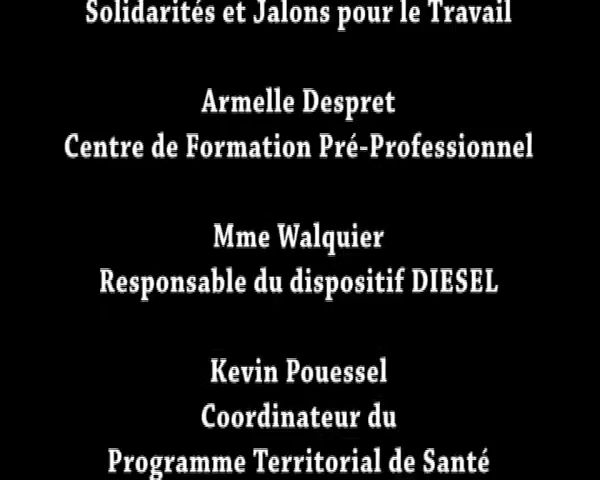 Solidarités et Jalons pour le Travail
Armelle Despret
Centre de Formation Pré-Professionnel
Mme Walquier
Responsable du dispositif DIESEL
Kevin Pouessel
Coordinateur du
Programme Territorial de Santé